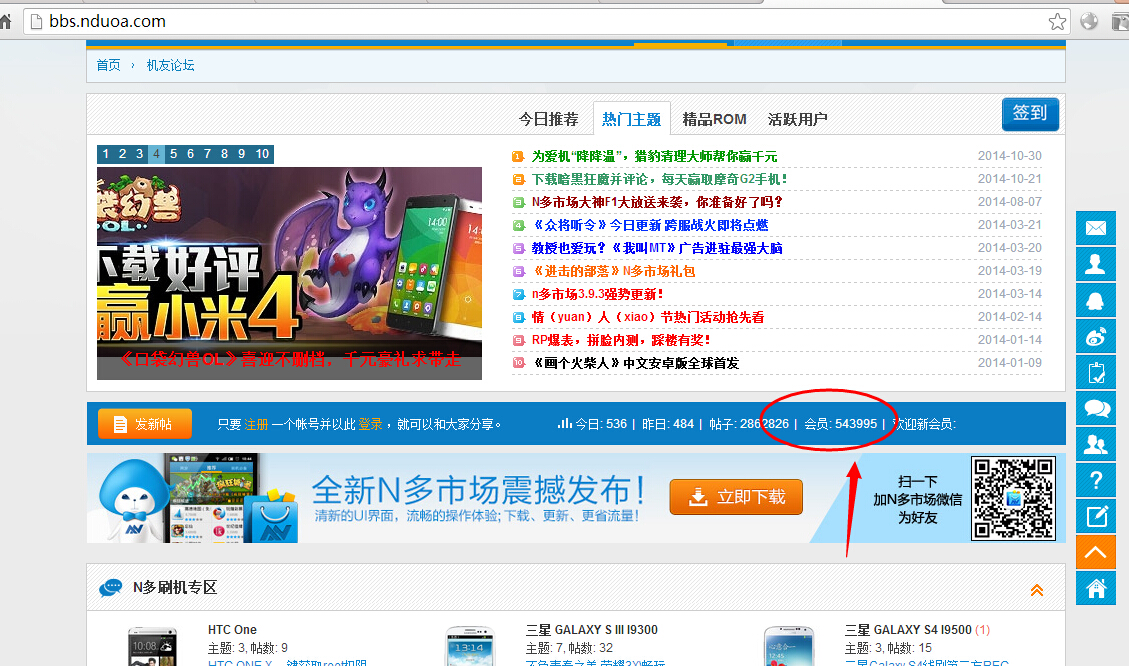 bbs.nduoa.com
首页 › 机友论坛
今日推荐 热门主题 精品ROM 活跃用户 签到
1 2 3 4 5 6 7 8 9 10
下载好评
赢小米4
《口袋幻兽OL》喜迎不删档，千元豪礼求带走
1 为爱机“降降温”，猎豹清理大师帮你赢千元 2014-10-30
2 下载暗黑狂魔并评论，每天赢取摩奇G2手机！ 2014-10-21
3 N多市场大神F1大放送来袭，你准备好了吗？ 2014-08-07
4 《众将听令》今日更新 跨服战火即将点燃 2014-03-21
5 教授也爱玩？《我叫MT》广告进驻最强大脑 2014-03-20
6 《进击的部落》N多市场礼包 2014-03-19
7 n多市场3.9.3强势更新！ 2014-03-14
8 情（yuan）人（xiao）节热门活动抢先看 2014-02-14
9 RP爆表，拼脸内测，踩楼有奖！ 2014-01-14
10 《画个火柴人》中文安卓版全球首发 2014-01-09
发新帖 只要 注册 一个帐号并以此 登录 ，就可以和大家分享。 今日: 536 | 昨日: 484 | 帖子: 2862826 | 会员: 543995 | 欢迎新会员:
全新N多市场震撼发布！
清新的UI界面，流畅的操作体验; 下载、更新、更省流量！
立即下载
扫一下
加N多市场微信
为好友
N多刷机专区
HTC One
主题: 3, 帖数: 9
三星 GALAXY S III I9300
主题: 7, 帖数: 32
三星 GALAXY S4 I9500 (1)
主题: 3, 帖数: 15